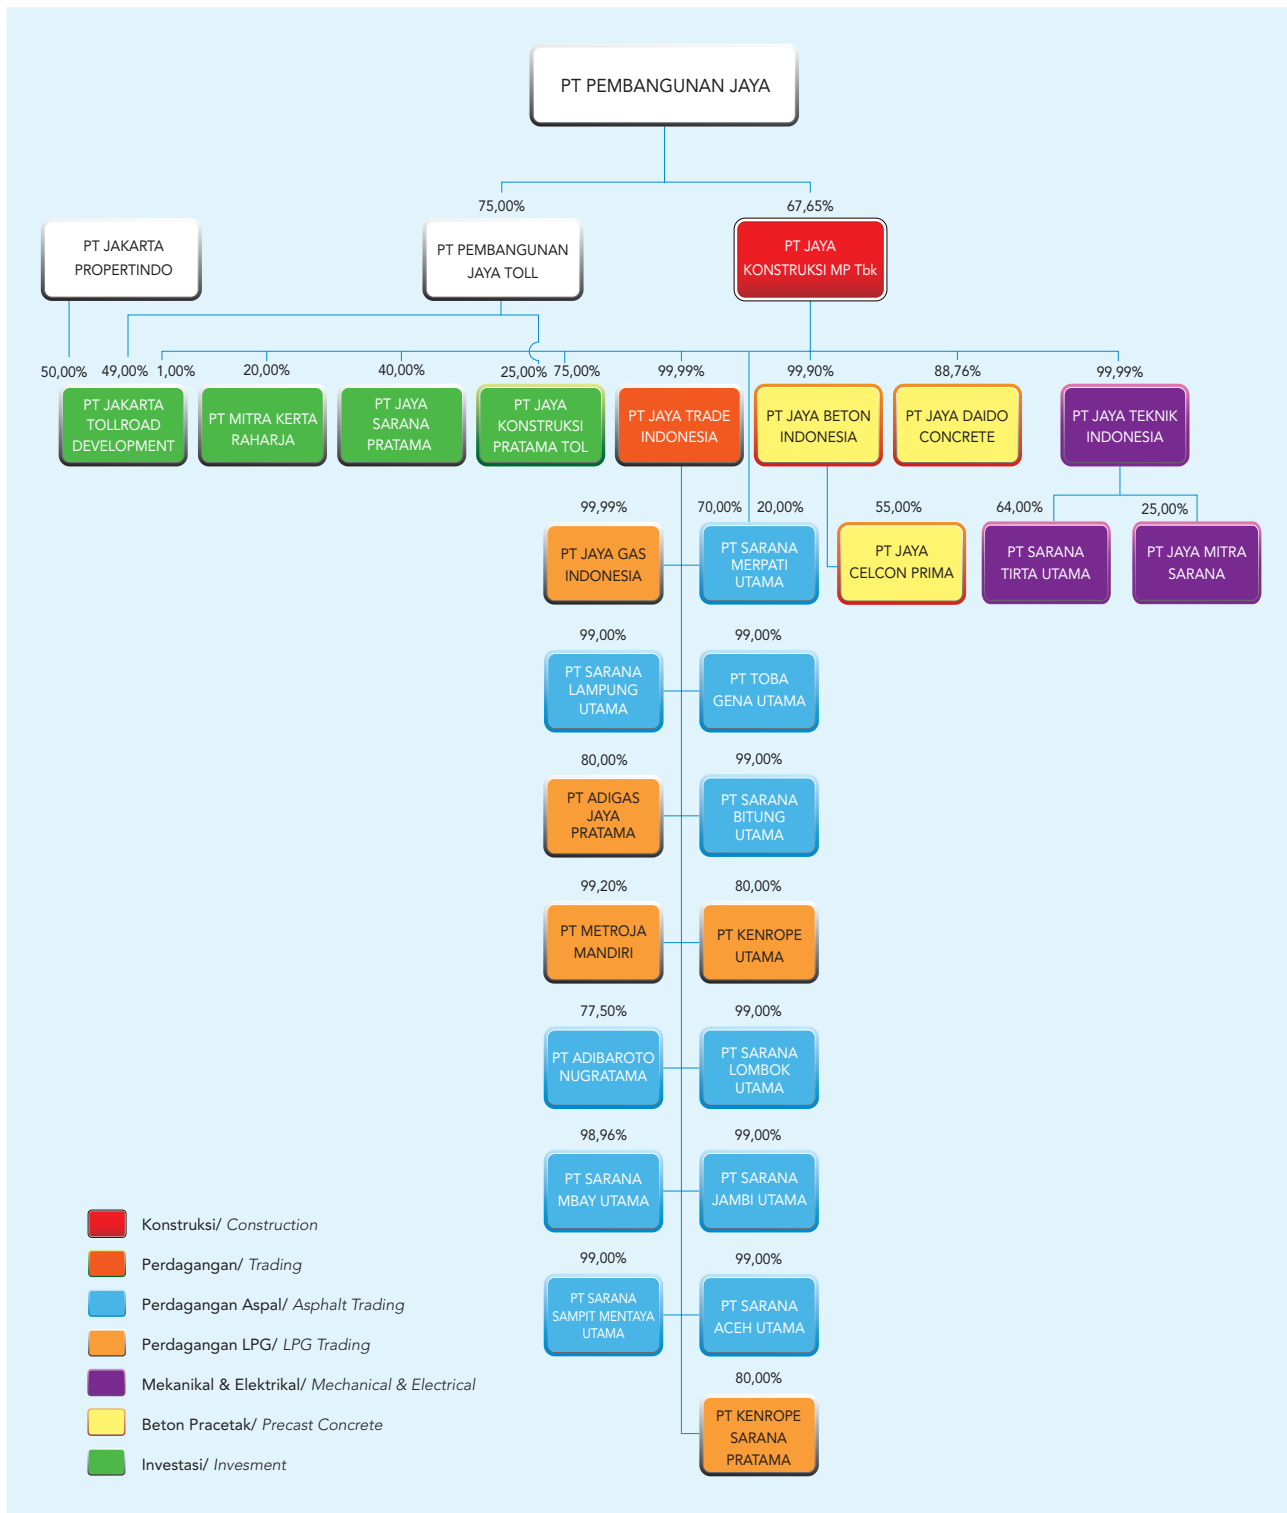 PT PEMBANGUNAN JAYA
75,00%
67,65%
PT JAKARTA
PROPERTINDO
PT PEMBANGUNAN
JAYA TOLL
PT JAYA
KONSTRUKSI MP Tbk
50,00%
49,00%
1,00%
20,00%
40,00%
25,00%
75,00%
99,99%
99,90%
88,76%
99,99%
PT JAKARTA
TOLLROAD
DEVELOPMENT
PT MITRA KERTA
RAHARJA
PT JAYA
SARANA
PRATAMA
PT JAYA
KONSTRUKSI
PRATAMA TOL
PT JAYA TRADE
INDONESIA
PT JAYA BETON
INDONESIA
PT JAYA DAIDO
CONCRETE
PT JAYA TEKNIK
INDONESIA
99,99%
70,00%
20,00%
55,00%
64,00%
25,00%
PT JAYA GAS
INDONESIA
PT SARANA
MERPATI
UTAMA
PT JAYA
CELCON PRIMA
PT SARANA
TIRTA UTAMA
PT JAYA MITRA
SARANA
99,00%
99,00%
PT SARANA
LAMPUNG
UTAMA
PT TOBA
GENA UTAMA
80,00%
99,00%
PT ADIGAS
JAYA
PRATAMA
PT SARANA
BITUNG
UTAMA
99,20%
80,00%
PT METROJA
MANDIRI
PT KENROPE
UTAMA
77,50%
99,00%
PT ADIBAROTO
NUGRATAMA
PT SARANA
LOMBOK
UTAMA
98,96%
99,00%
PT SARANA
MBAY UTAMA
PT SARANA
JAMBI UTAMA
99,00%
99,00%
PT SARANA
SAMPIT MENTAYA
UTAMA
PT SARANA
ACEH UTAMA
80,00%
PT KENROPE
SARANA
PRATAMA
Konstruksi/ Construction
Perdagangan/ Trading
Perdagangan Aspal/ Asphalt Trading
Perdagangan LPG/ LPG Trading
Mekanikal & Elektrikal/ Mechanical & Electrical
Beton Pracetak/ Precast Concrete
Investasi/ Invesment